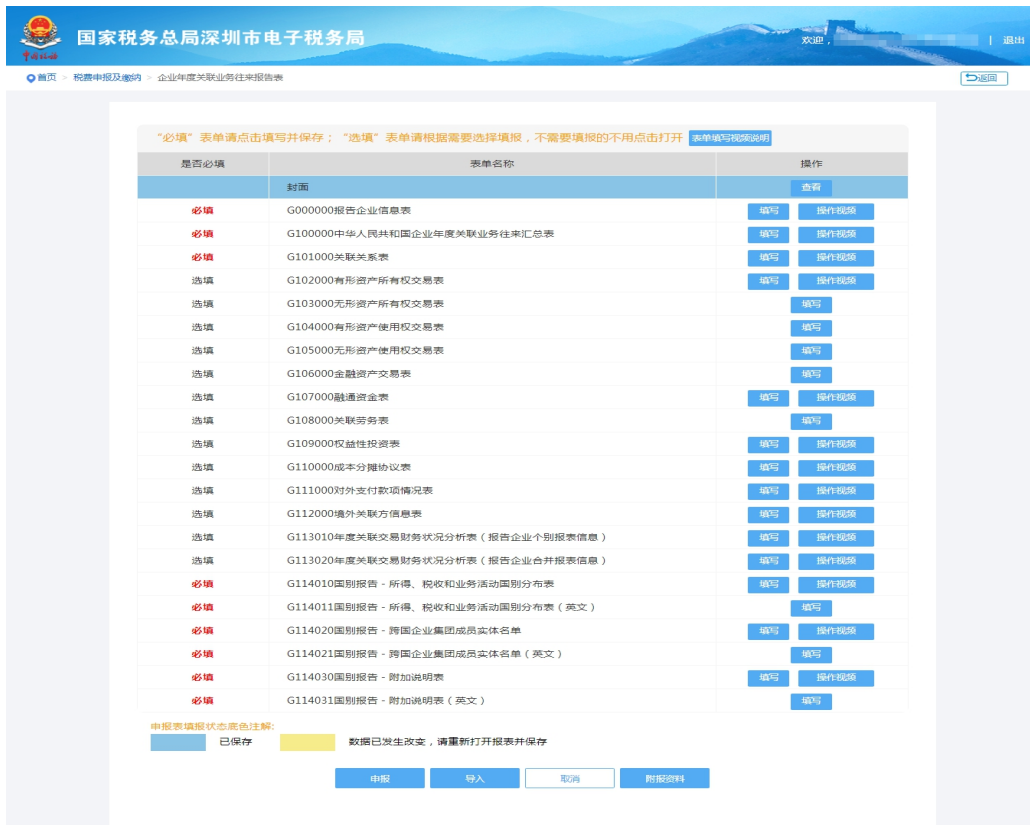 中国税务
国家税务总局深圳市电子税务局
欢迎， | 退出
首页 > 税费申报及缴纳 > 企业年度关联业务往来报告表 返回
“必填”表单请点击填写并保存；“选填”表单请根据需要选择填报，不需要填报的不用点击打开 表单填写视频说明
是否必填 表单名称 操作
封面 查看
必填 G000000报告企业信息表 填写 操作视频
必填 G100000中华人民共和国企业年度关联业务往来汇总表 填写 操作视频
必填 G101000关联关系表 填写 操作视频
选填 G102000有形资产所有权交易表 填写 操作视频
选填 G103000无形资产所有权交易表 填写
选填 G104000有形资产使用权交易表 填写
选填 G105000无形资产使用权交易表 填写
选填 G106000金融资产交易表 填写
选填 G107000融通资金表 填写 操作视频
选填 G108000关联劳务表 填写
选填 G109000权益性投资表 填写 操作视频
选填 G110000成本分摊协议表 填写 操作视频
选填 G111000对外支付款项情况表 填写 操作视频
选填 G112000境外关联方信息表 填写 操作视频
选填 G113010年度关联交易财务状况分析表（报告企业个别报表信息） 填写 操作视频
选填 G113020年度关联交易财务状况分析表（报告企业合并报表信息） 填写 操作视频
必填 G114010国别报告－所得、税收和业务活动国别分布表 填写 操作视频
必填 G114011国别报告－所得、税收和业务活动国别分布表（英文） 填写
必填 G114020国别报告－跨国企业集团成员实体名单 填写 操作视频
必填 G114021国别报告－跨国企业集团成员实体名单（英文） 填写
必填 G114030国别报告－附加说明表 填写 操作视频
必填 G114031国别报告－附加说明表（英文） 填写
申报表填报状态底色注解:
已保存 数据已发生改变，请重新打开报表并保存
申报 导入 取消 附报资料